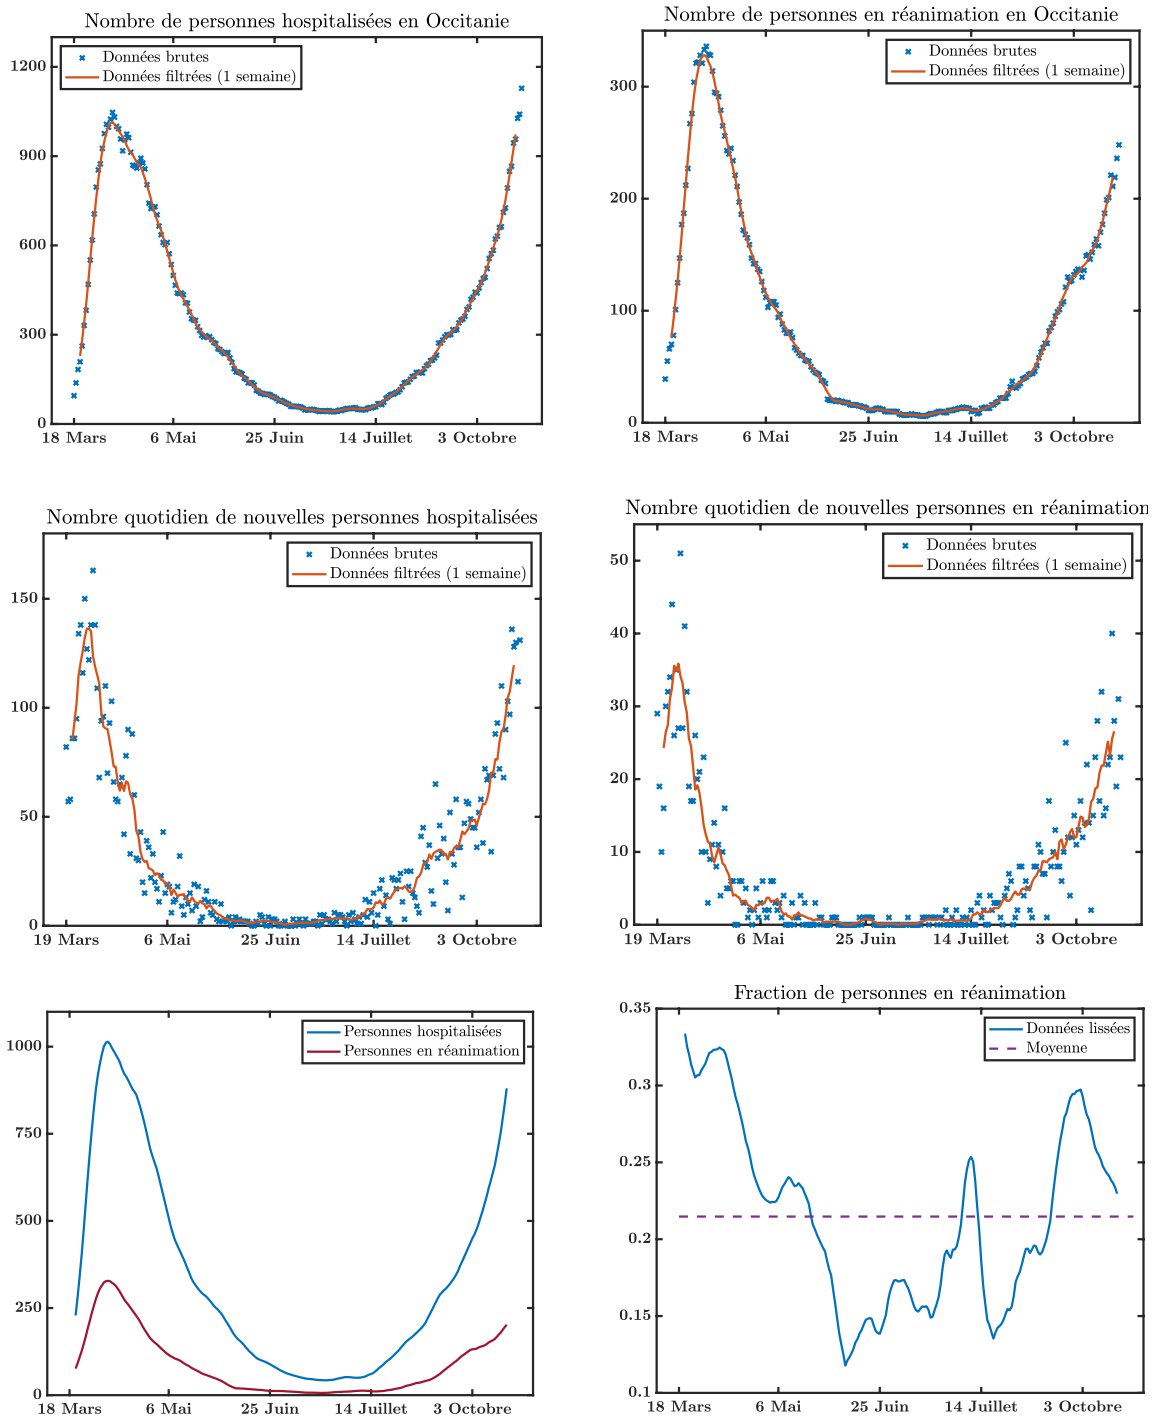 Nombre de personnes hospitalisées en Occitanie
Données brutes
Données filtrées (1 semaine)
1200
900
600
300
0
18 Mars 6 Mai 25 Juin 14 Juillet 3 Octobre
Nombre de personnes en réanimation en Occitanie
Données brutes
Données filtrées (1 semaine)
300
200
100
0
18 Mars 6 Mai 25 Juin 14 Juillet 3 Octobre
Nombre quotidien de nouvelles personnes hospitalisées
Données brutes
Données filtrées (1 semaine)
150
100
50
0
19 Mars 6 Mai 25 Juin 14 Juillet 3 Octobre
Nombre quotidien de nouvelles personnes en réanimation
Données brutes
Données filtrées (1 semaine)
50
40
30
20
10
0
19 Mars 6 Mai 25 Juin 14 Juillet 3 Octobre
Personnes hospitalisées
Personnes en réanimation
1000
750
500
250
0
18 Mars 6 Mai 25 Juin 14 Juillet 3 Octobre
Fraction de personnes en réanimation
Données lissées
Moyenne
0.35
0.3
0.25
0.2
0.15
0.1
18 Mars 6 Mai 25 Juin 14 Juillet 3 Octobre